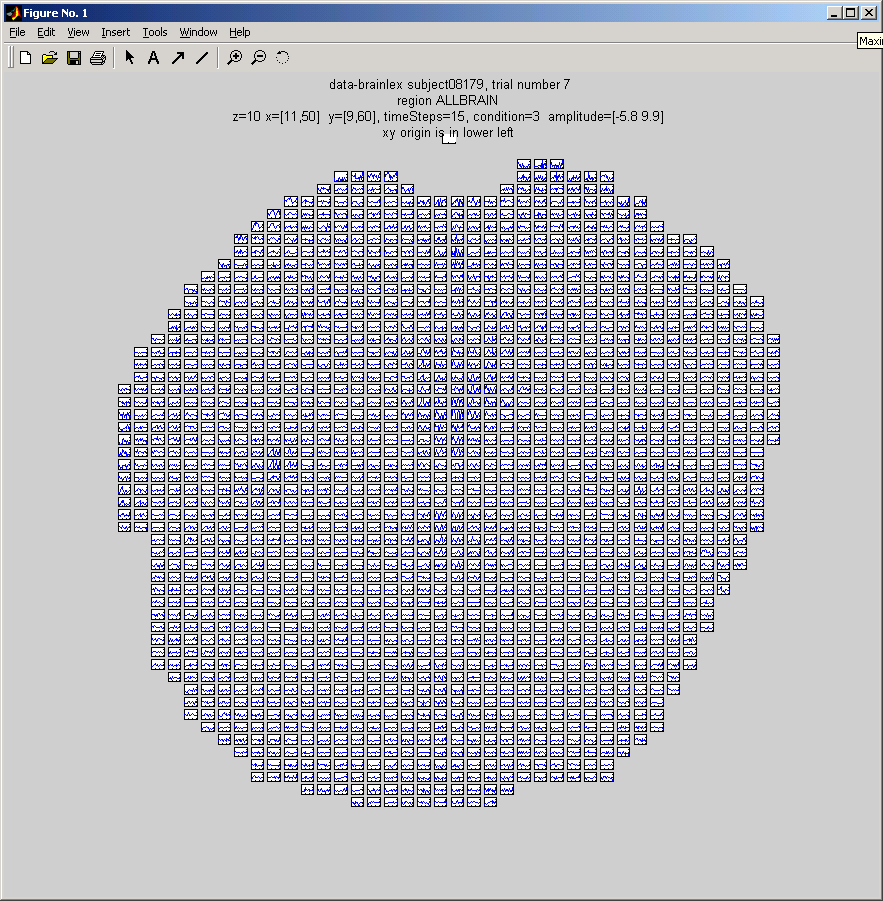 Figure No. 1
File Edit View Insert Tools Window Help
Maxi
data-brainlex subject08179, trial number 7
region ALLBRAIN
z=10 x=[11,50] y=[9,60], timeSteps=15, condition=3 amplitude=[-5.8 9.9]
xy origin is in lower left